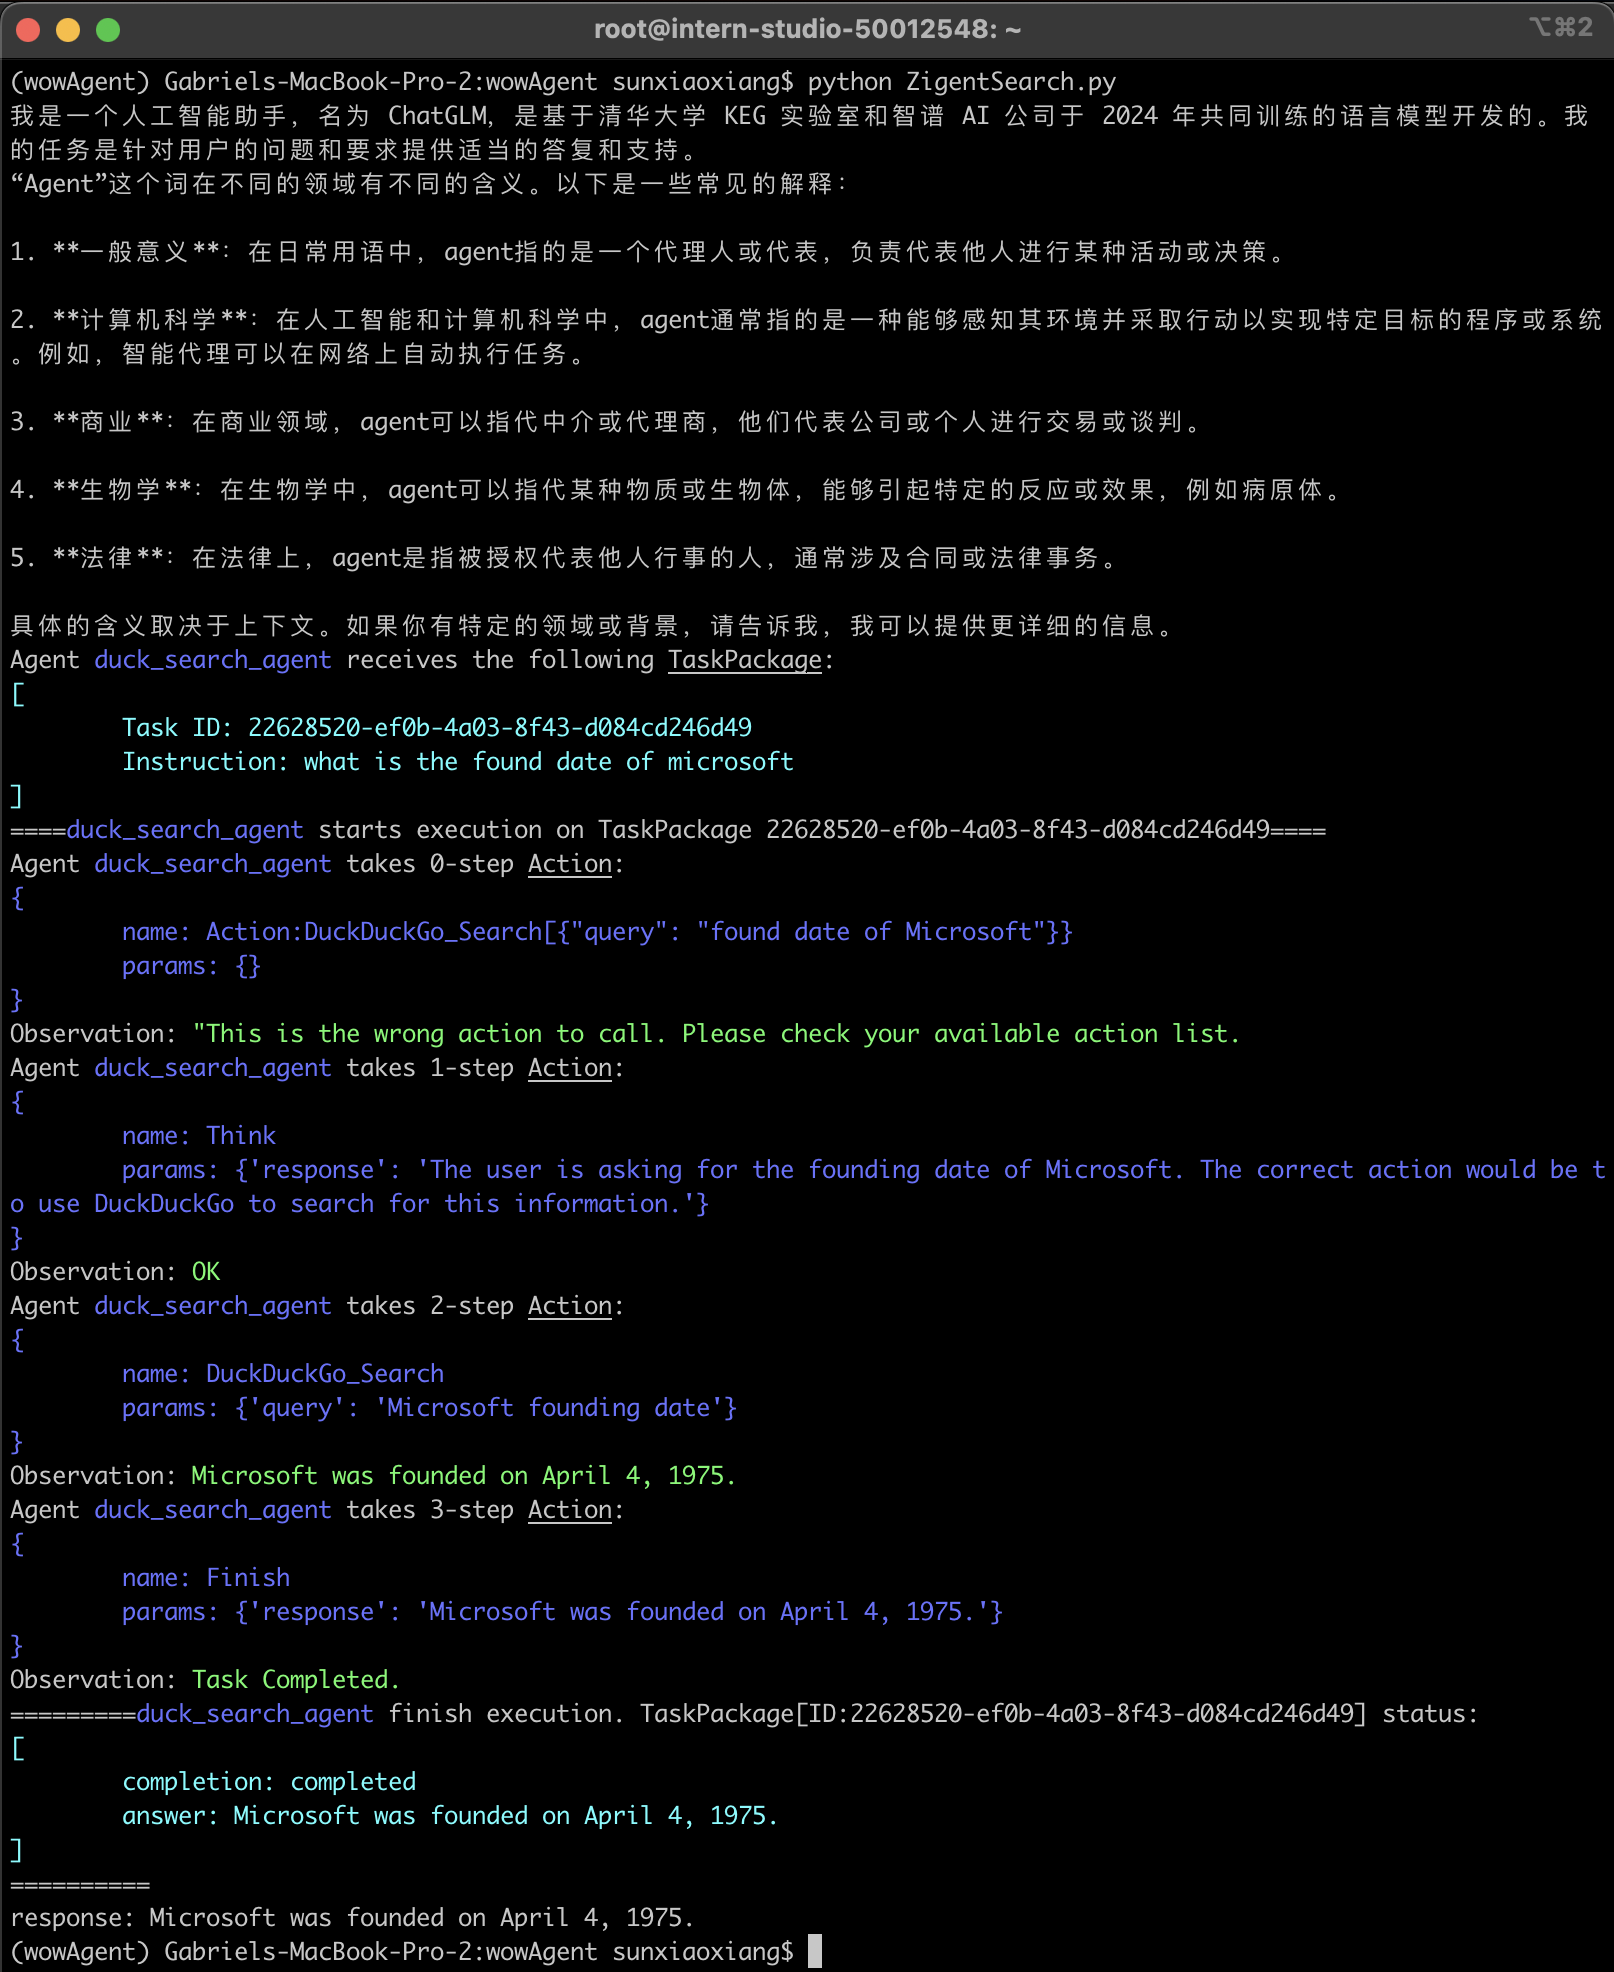 root@intern-studio-50012548: ~
⌥⌘2
(wowAgent) Gabriels-MacBook-Pro-2:wowAgent sunxiaoxiang$ python ZigentSearch.py
我是一个人工智能助手，名为 ChatGLM，是基于清华大学 KEG 实验室和智谱 AI 公司于 2024 年共同训练的语言模型开发的。我
的任务是针对用户的问题和要求提供适当的答复和支持。
“Agent”这个词在不同的领域有不同的含义。以下是一些常见的解释：
1. **一般意义**：在日常用语中，agent指的是一个代理人或代表，负责代表他人进行某种活动或决策。
2. **计算机科学**：在人工智能和计算机科学中，agent通常指的是一种能够感知其环境并采取行动以实现特定目标的程序或系统
。例如，智能代理可以在网络上自动执行任务。
3. **商业**：在商业领域，agent可以指代中介或代理商，他们代表公司或个人进行交易或谈判。
4. **生物学**：在生物学中，agent可以指代某种物质或生物体，能够引起特定的反应或效果，例如病原体。
5. **法律**：在法律上，agent是指被授权代表他人行事的人，通常涉及合同或法律事务。
具体的含义取决于上下文。如果你有特定的领域或背景，请告诉我，我可以提供更详细的信息。
Agent duck_search_agent receives the following TaskPackage:
[
Task ID: 22628520-ef0b-4a03-8f43-d084cd246d49
Instruction: what is the found date of microsoft
]
====duck_search_agent starts execution on TaskPackage 22628520-ef0b-4a03-8f43-d084cd246d49====
Agent duck_search_agent takes 0-step Action:
{
name: Action:DuckDuckGo_Search[{"query": "found date of Microsoft"}}
params: {}
}
Observation: "This is the wrong action to call. Please check your available action list.
Agent duck_search_agent takes 1-step Action:
{
name: Think
params: {'response': 'The user is asking for the founding date of Microsoft. The correct action would be t
o use DuckDuckGo to search for this information.'}
}
Observation: OK
Agent duck_search_agent takes 2-step Action:
{
name: DuckDuckGo_Search
params: {'query': 'Microsoft founding date'}
}
Observation: Microsoft was founded on April 4, 1975.
Agent duck_search_agent takes 3-step Action:
{
name: Finish
params: {'response': 'Microsoft was founded on April 4, 1975.'}
}
Observation: Task Completed.
=========duck_search_agent finish execution. TaskPackage[ID:22628520-ef0b-4a03-8f43-d084cd246d49] status:
[
completion: completed
answer: Microsoft was founded on April 4, 1975.
]
==========
response: Microsoft was founded on April 4, 1975.
(wowAgent) Gabriels-MacBook-Pro-2:wowAgent sunxiaoxiang$